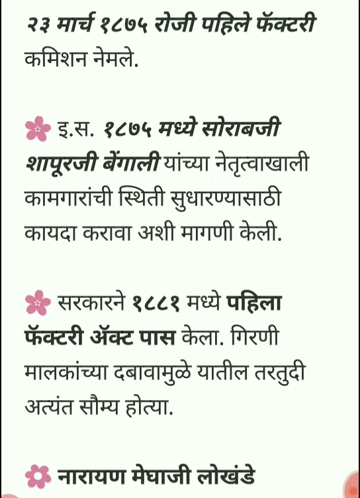 २३ मार्च १८७५ रोजी पहिले फॅक्टरी
कमिशन नेमले.
🌸 इ.स. १८७५ मध्ये सोराबजी
शापूरजी बेंगाली यांच्या नेतृत्वाखाली
कामगारांची स्थिती सुधारण्यासाठी
कायदा करावा अशी मागणी केली.
🌸 सरकारने १८८१ मध्ये पहिला
फॅक्टरी ॲक्ट पास केला. गिरणी
मालकांच्या दबावामुळे यातील तरतुदी
अत्यंत सौम्य होत्या.
🌸 नारायण मेघाजी लोखंडे